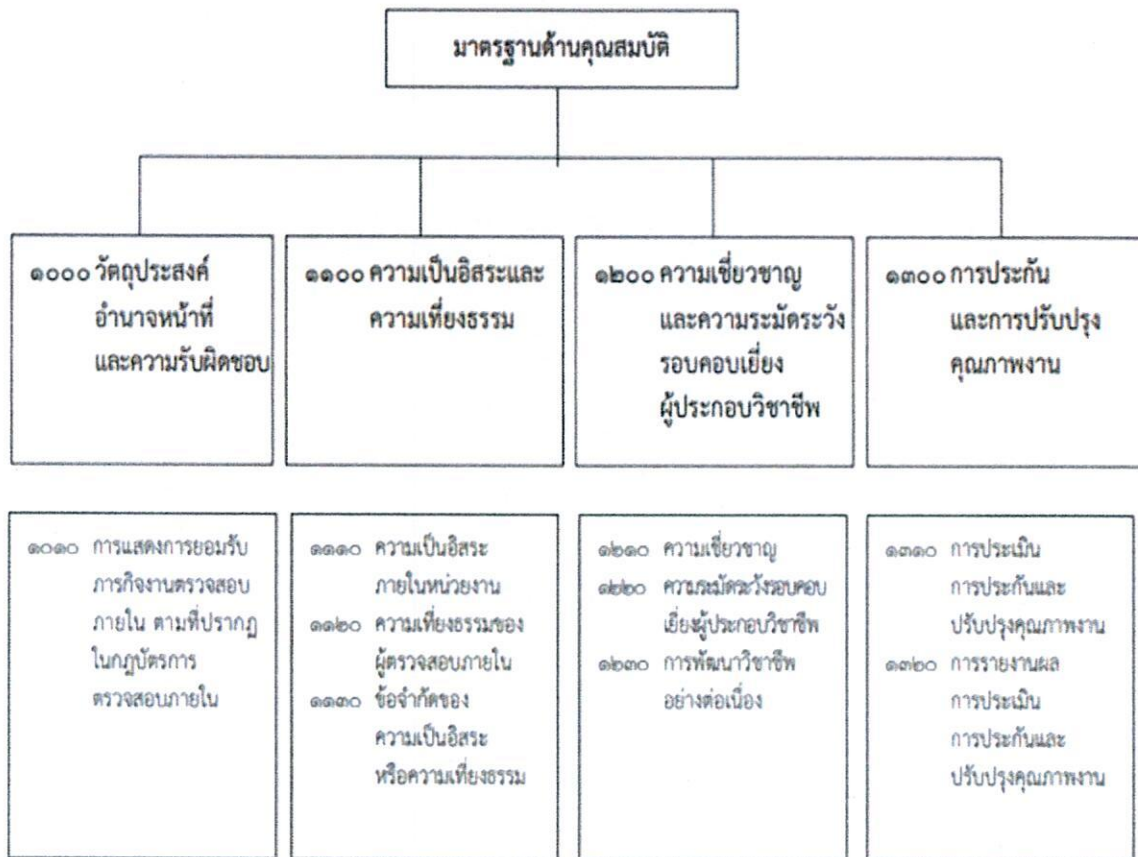 มาตรฐานด้านคุณสมบัติ
๑๐๐๐ วัตถุประสงค์
อำนาจหน้าที่
และความรับผิดชอบ
๑๑๐๐ ความเป็นอิสระและ
ความเที่ยงธรรม
๑๒๐๐ ความเชี่ยวชาญ
และความระมัดระวัง
รอบคอบเยี่ยง
ผู้ประกอบวิชาชีพ
๑๓๐๐ การประกัน
และการปรับปรุง
คุณภาพงาน
๑๐๑๐ การแสดงการยอมรับ
ภารกิจงานตรวจสอบ
ภายใน ตามที่ปรากฏ
ในกฎบัตรการ
ตรวจสอบภายใน
๑๑๑๐ ความเป็นอิสระ
ภายในหน่วยงาน
๑๑๒๐ ความเที่ยงธรรมของ
ผู้ตรวจสอบภายใน
๑๑๓๐ ข้อจำกัดของ
ความเป็นอิสระ
หรือความเที่ยงธรรม
๑๒๑๐ ความเชี่ยวชาญ
๑๒๒๐ ความระมัดระวังรอบคอบ
เยี่ยงผู้ประกอบวิชาชีพ
๑๒๓๐ การพัฒนาวิชาชีพ
อย่างต่อเนื่อง
๑๓๑๐ การประเมิน
การประกันและ
ปรับปรุงคุณภาพงาน
๑๓๒๐ การรายงานผล
การประเมิน
การประกันและ
ปรับปรุงคุณภาพงาน